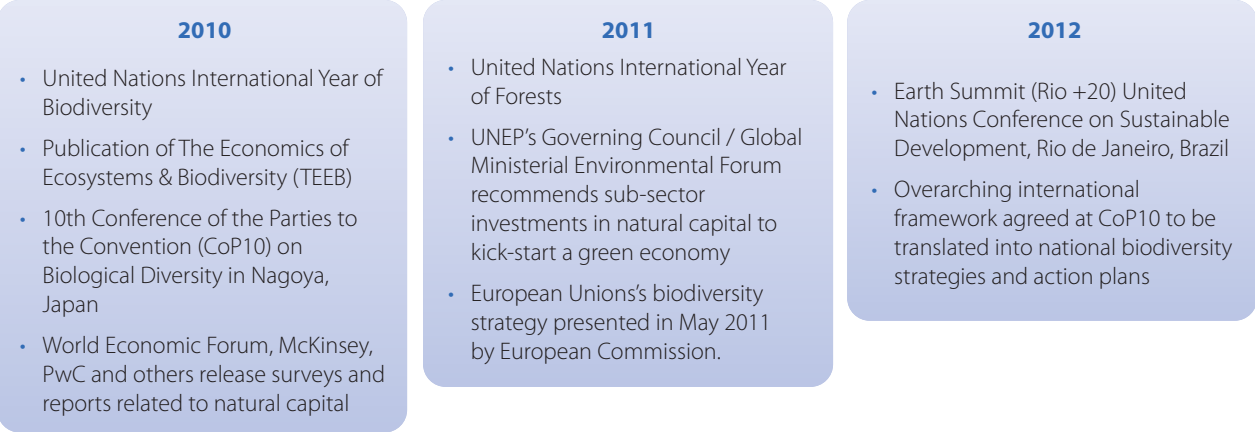 2010
• United Nations International Year of
Biodiversity
• Publication of The Economics of
Ecosystems & Biodiversity (TEEB)
• 10th Conference of the Parties to
the Convention (CoP10) on
Biological Diversity in Nagoya,
Japan
• World Economic Forum, McKinsey,
PwC and others release surveys and
reports related to natural capital
2011
• United Nations International Year
of Forests
• UNEP's Governing Council / Global
Ministerial Environmental Forum
recommends sub-sector
investments in natural capital to
kick-start a green economy
• European Unions's biodiversity
strategy presented in May 2011
by European Commission.
2012
• Earth Summit (Rio +20) United
Nations Conference on Sustainable
Development, Rio de Janeiro, Brazil
• Overarching international
framework agreed at CoP10 to be
translated into national biodiversity
strategies and action plans